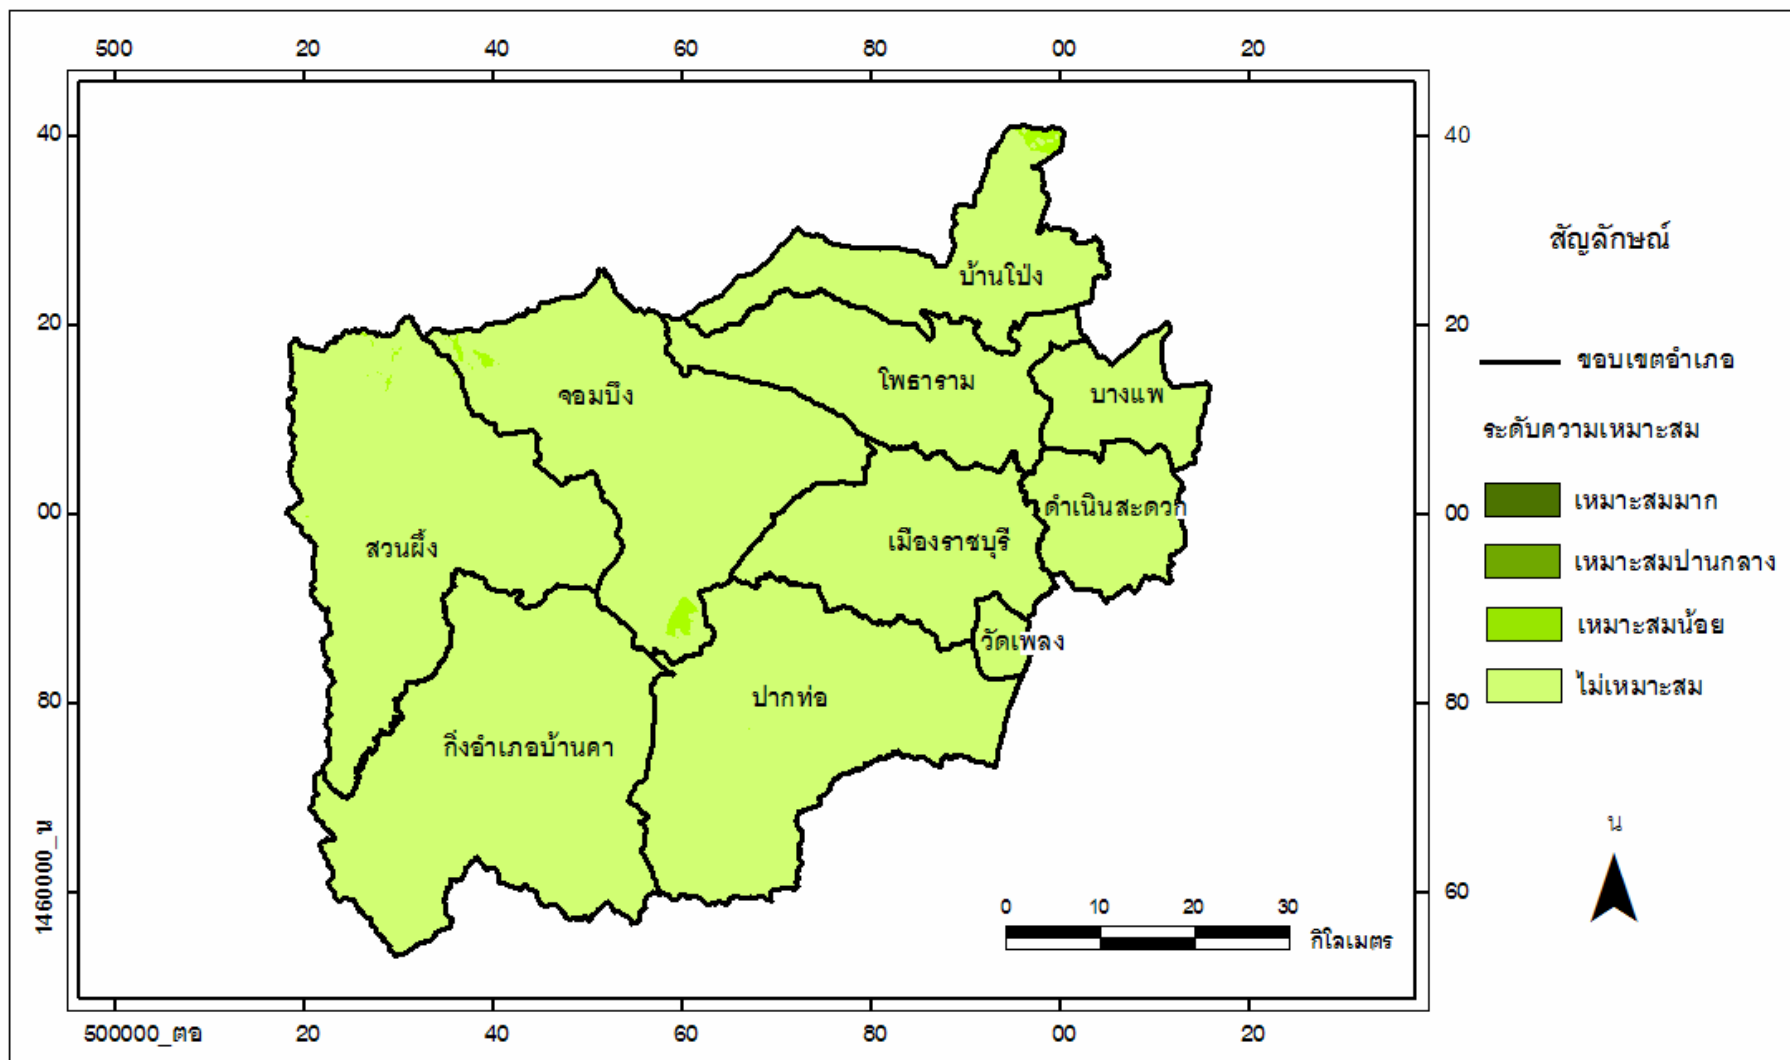 500 20 40 60 80 00 20
40 40
สัญลักษณ์
บ้านโป่ง
20 20
ขอบเขตอำเภอ
โพธาราม
จอมบึง
บางแพ
ระดับความเหมาะสม
เหมาะสมมาก
00 00
ดำเนินสะดวก
เมืองราชบุรี
สวนผึ้ง
เหมาะสมปานกลาง
เหมาะสมน้อย
วัดเพลง
ไม่เหมาะสม
ปากท่อ
80 80
กิ่งอำเภอบ้านคา
น
1460000_น
60
0 10 20 30
กิโลเมตร
500000_ตอ 20 40 60 80 00 20